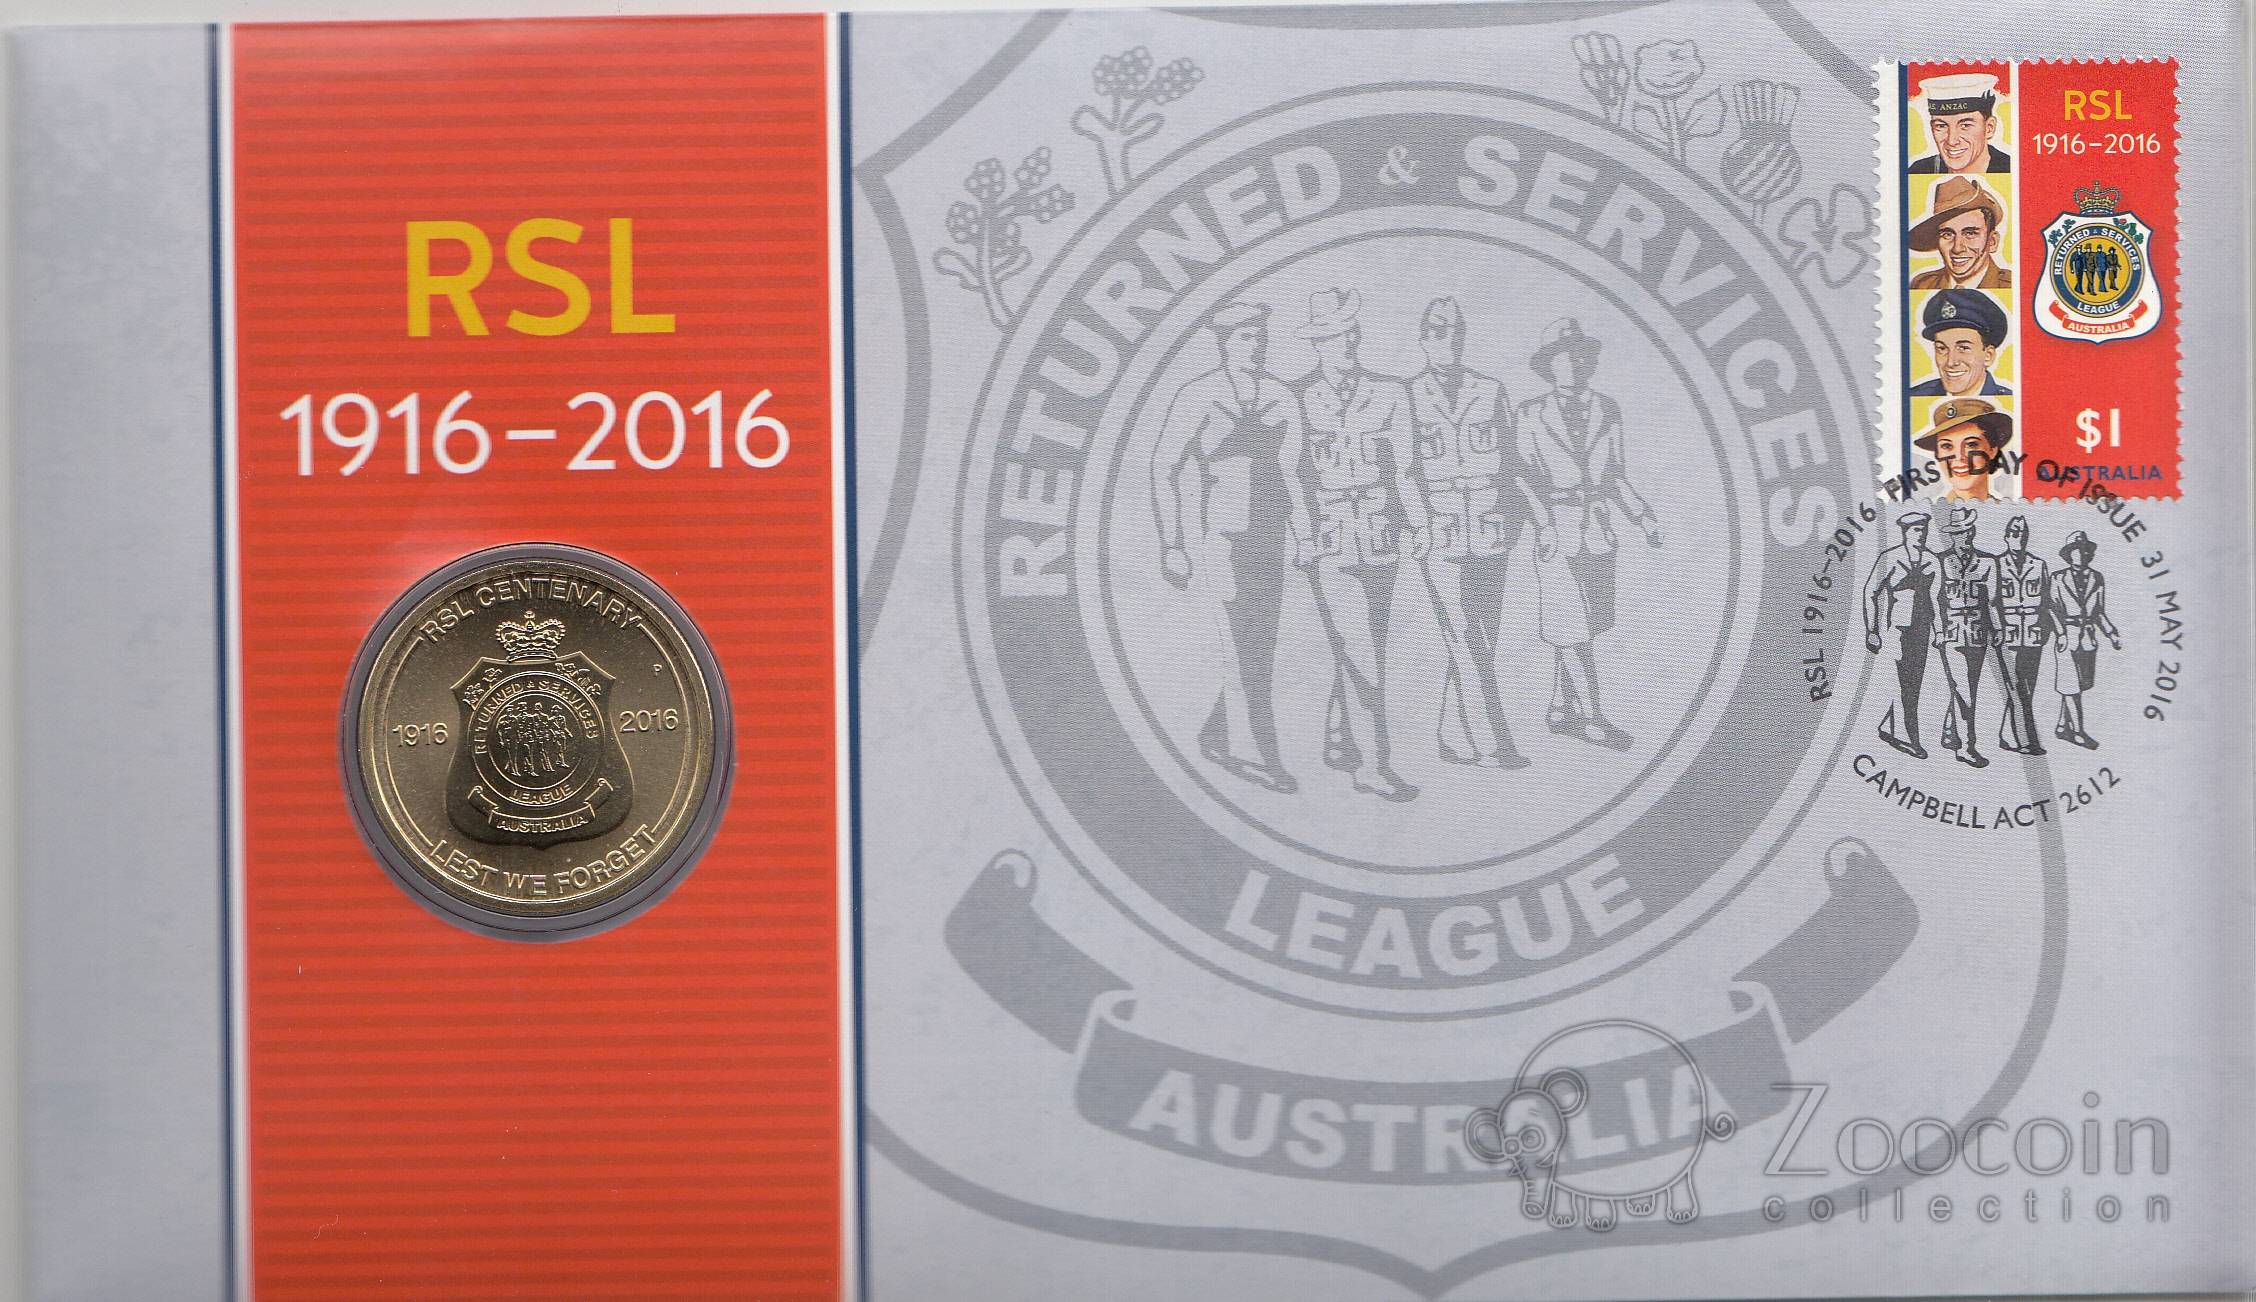 RSL
1916–2016
RSL CENTENARY
P
1916
2016
RETURNED & SERVICES
LEAGUE
AUSTRALIA
LEST WE FORGET
RETURNED & SERVICES
LEAGUE
AUSTRALIA
ANZAC
RSL
1916–2016
RETURNED & SERVICES
LEAGUE
AUSTRALIA
$1
AUSTRALIA
RSL 1916–2016 FIRST DAY OF ISSUE 31 MAY 2016
CAMPBELL ACT 2612
Zoocoin
collection